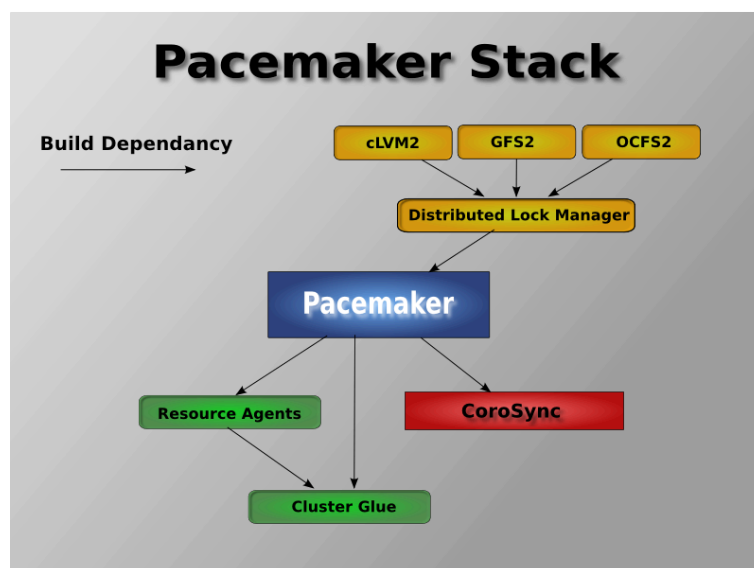 Pacemaker Stack
Build Dependancy
cLVM2
GFS2
OCFS2
Distributed Lock Manager
Pacemaker
Resource Agents
CoroSync
Cluster Glue